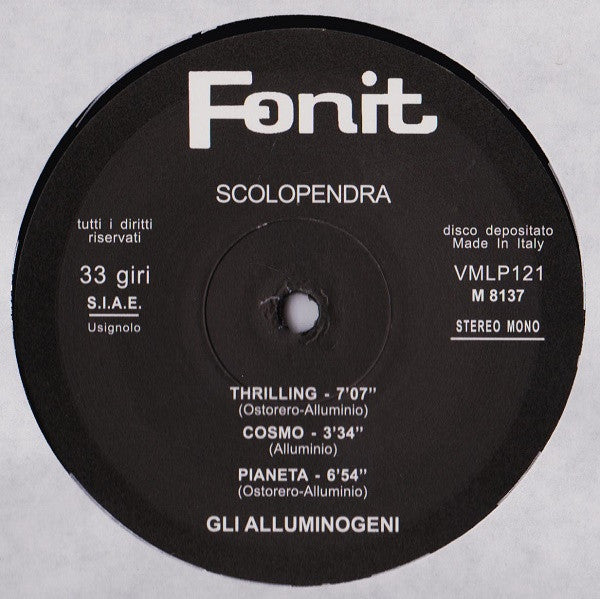 Fonit
SCOLOPENDRA
tutti i diritti
riservati
33 giri
S.I.A.E.
Usignolo
disco depositato
Made In Italy
VMLP121
M 8137
STEREO MONO
THRILLING - 7'07"
(Ostorero-Alluminio)
COSMO - 3'34"
(Alluminio)
PIANETA - 6'54"
(Ostorero-Alluminio)
GLI ALLUMINOGENI